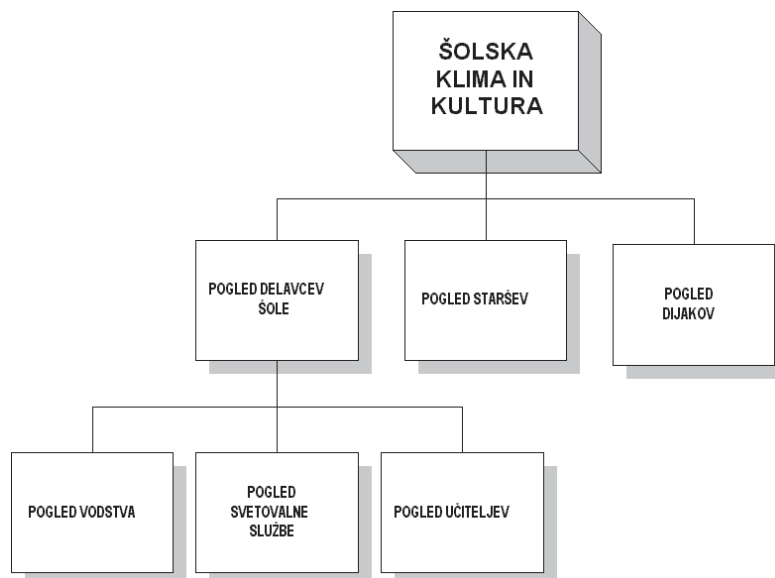 ŠOLSKA
KLIMA IN
KULTURA
POGLED DELAVCEV
ŠOLE
POGLED STARŠEV
POGLED
DIJAKOV
POGLED VODSTVA
POGLED
SVETOVALNE
SLUŽBE
POGLED UČITELJEV